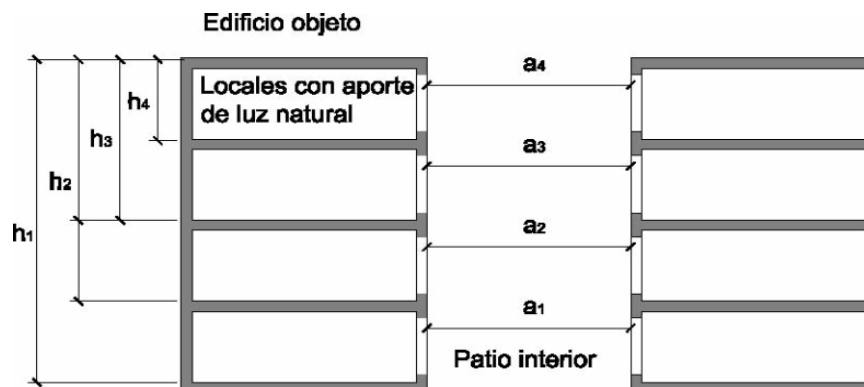 Edificio objeto
a4
Locales con aporte
de luz natural
h4
h3
a3
h2
h1
a2
a1
Patio interior